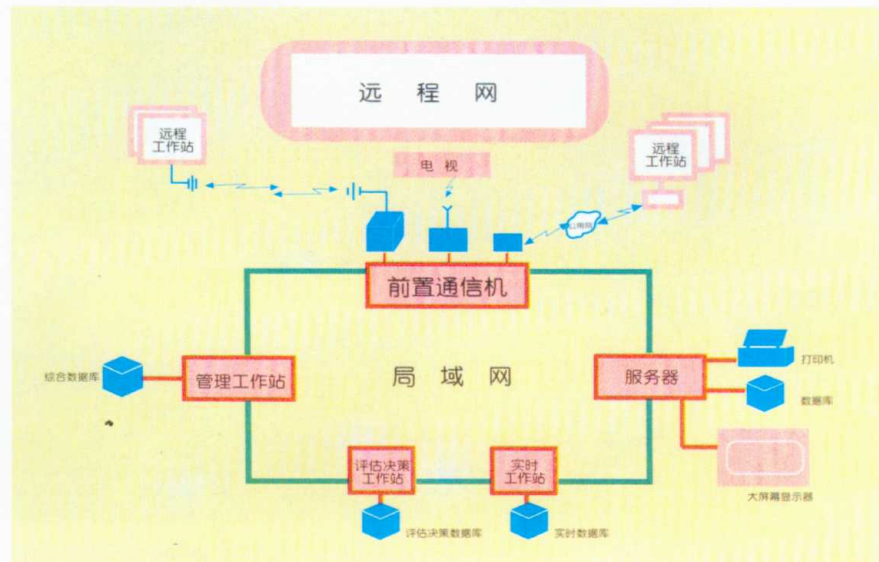 远程网
远程
工作站
电视
远程
工作站
公用网
前置通信机
综合数据库
管理工作站
局域网
服务器
打印机
数据库
评估决策
工作站
实时
工作站
大屏幕显示器
评估决策数据库
实时数据库